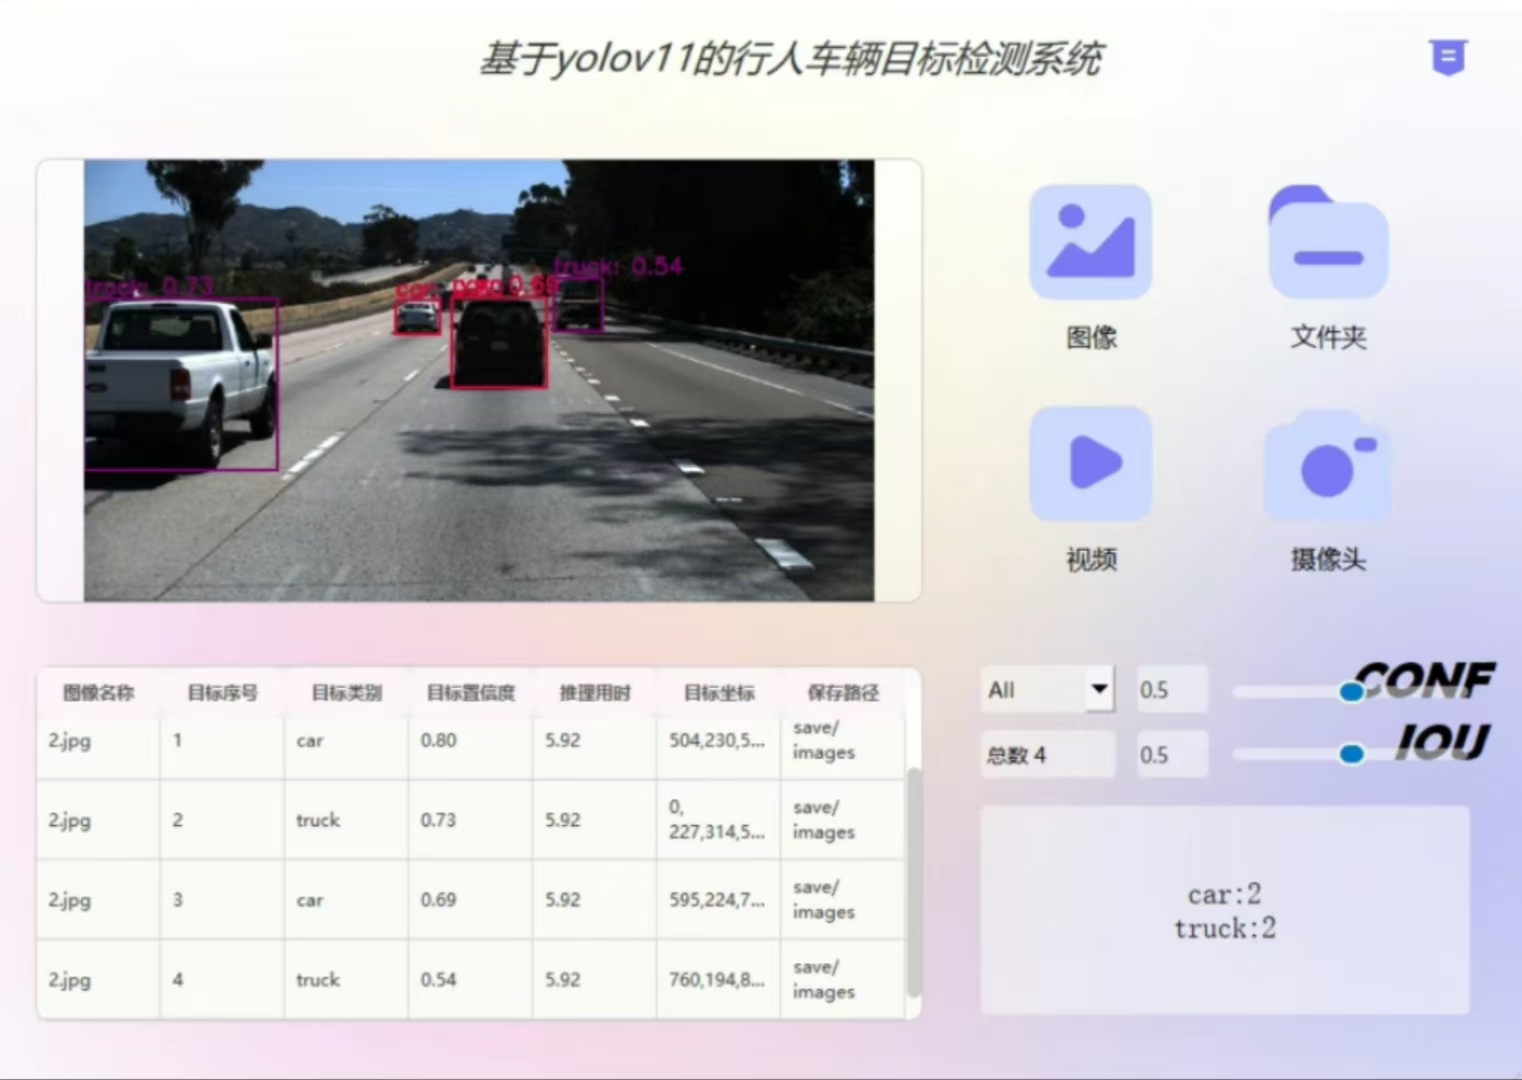 基于yolov11的行人车辆目标检测系统
truck: 0.73
0.69
truck: 0.54
图像
文件夹
视频
摄像头
图像名称 目标序号 目标类别 目标置信度 推理用时 目标坐标 保存路径
2.jpg 1 car 0.80 5.92 504,230,5... save/
images
2.jpg 2 truck 0.73 5.92 0,
227,314,5... save/
images
2.jpg 3 car 0.69 5.92 595,224,7... save/
images
2.jpg 4 truck 0.54 5.92 760,194,8... save/
images
All 0.5 CONF
总数 4 0.5 IOU
car:2
truck:2